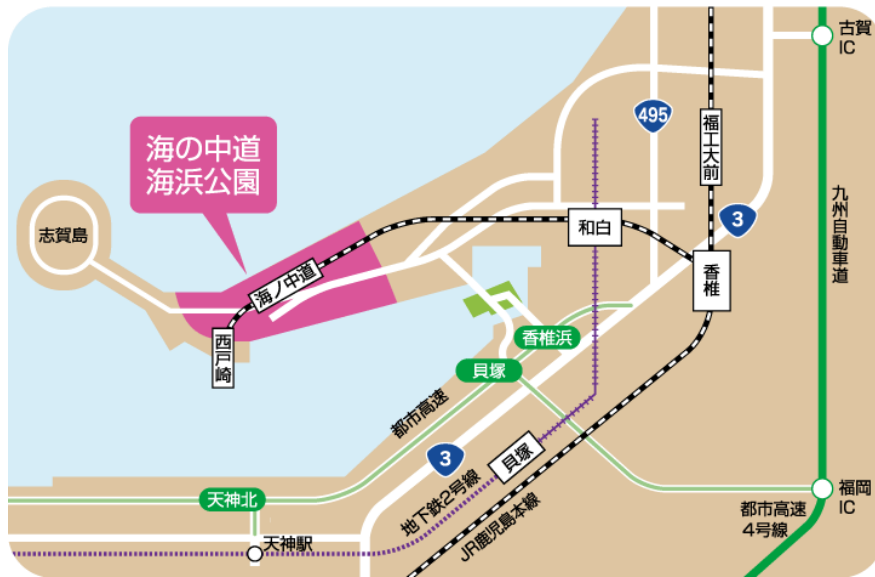 古賀
IC
495
福工大前
海の中道
海浜公園
3
九州自動車道
志賀島
和白
香椎
海ノ中道
西戸崎
香椎浜
貝塚
都市高速
3
貝塚
天神北
地下鉄2号線
福岡
IC
都市高速
4号線
JR鹿児島本線
天神駅